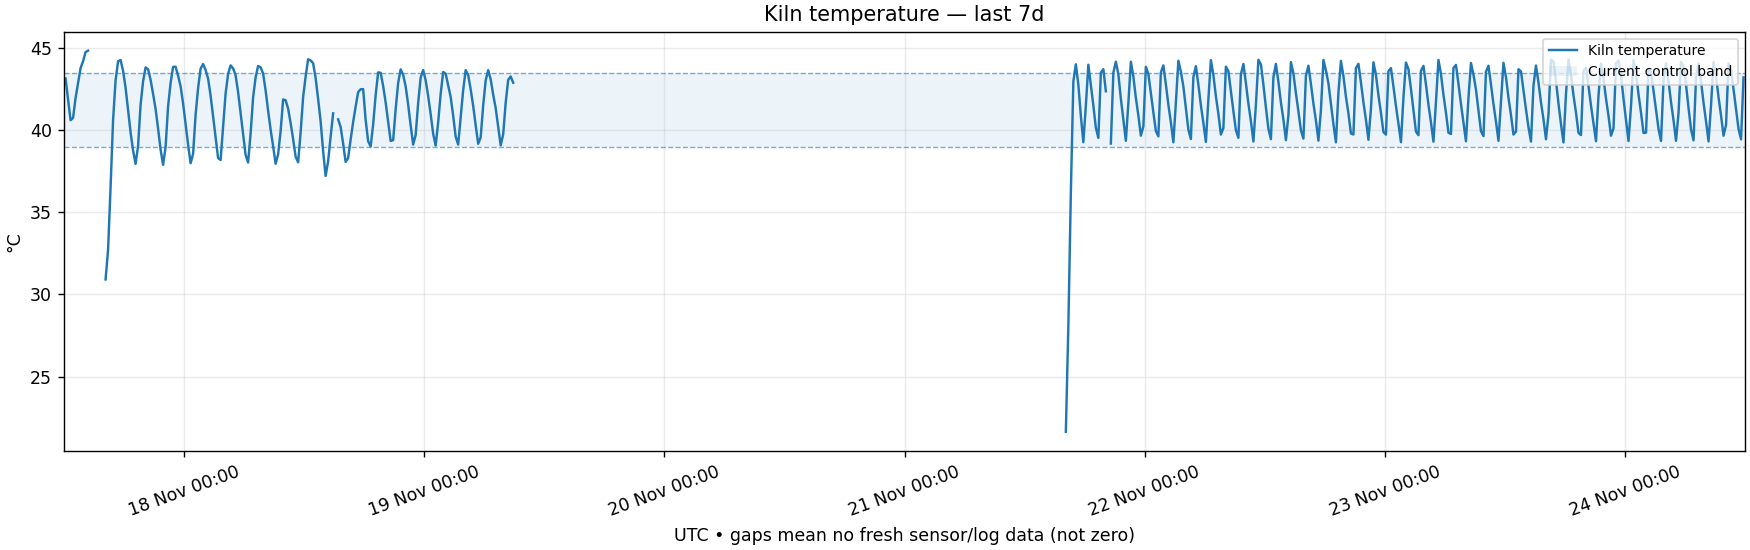 Kiln temperature — last 7d
45
40
35
30
25
°C
Kiln temperature
Current control band
18 Nov 00:00
19 Nov 00:00
20 Nov 00:00
21 Nov 00:00
22 Nov 00:00
23 Nov 00:00
24 Nov 00:00
UTC • gaps mean no fresh sensor/log data (not zero)